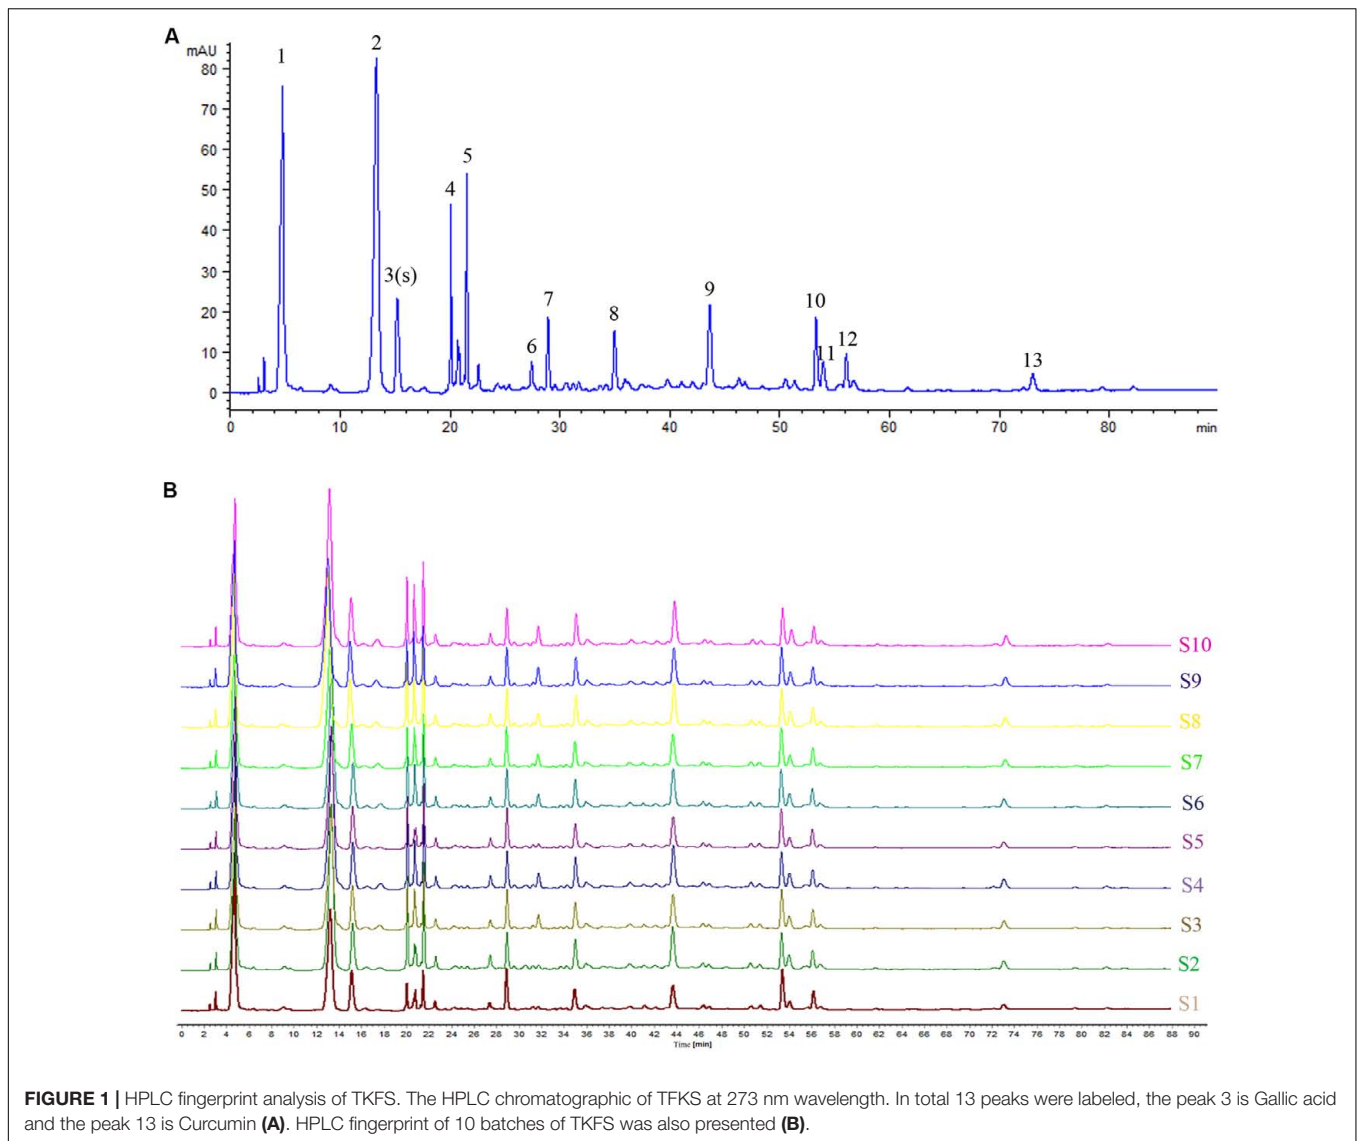 A
mAU
1
2
3(s)
4
5
6
7
8
9
10
11
12
13
80
70
60
50
40
30
20
10
0
0 10 20 30 40 50 60 70 80 min
B
S10
S9
S8
S7
S6
S5
S4
S3
S2
S1
0 2 4 6 8 10 13 14 16 18 20 22 24 26 28 30 32 34 36 38 40 42 44 46 48 50 52 54 56 58 60 62 64 66 68 70 72 74 76 78 80 82 84 86 88 90
Time [min]
FIGURE 1 | HPLC fingerprint analysis of TKFS. The HPLC chromatographic of TFKS at 273 nm wavelength. In total 13 peaks were labeled, the peak 3 is Gallic acid
and the peak 13 is Curcumin (A). HPLC fingerprint of 10 batches of TKFS was also presented (B).